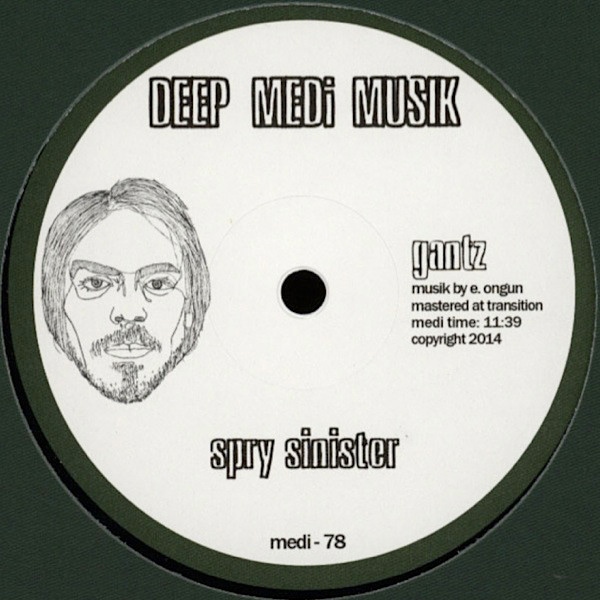 DEEP MEDi MUSIK
gantz
musik by e. ongun
mastered at transition
medi time: 11:39
copyright 2014
spry sinister
medi - 78